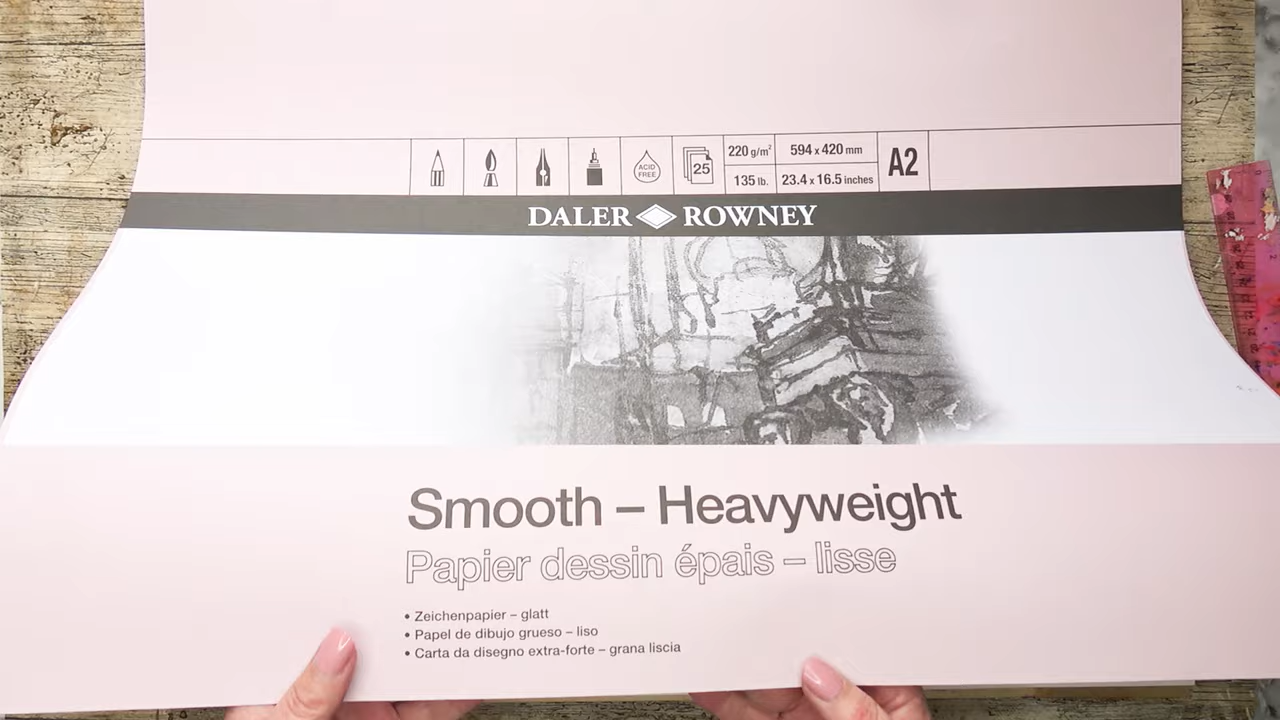 ACID
FREE
25
220 g/m²
135 lb.
594 x 420 mm
23.4 x 16.5 inches
A2
DALER ROWNEY
Smooth – Heavyweight
Papier dessin épais – lisse
• Zeichenpapier – glatt
• Papel de dibujo grueso – liso
• Carta da disegno extra-forte – grana liscia